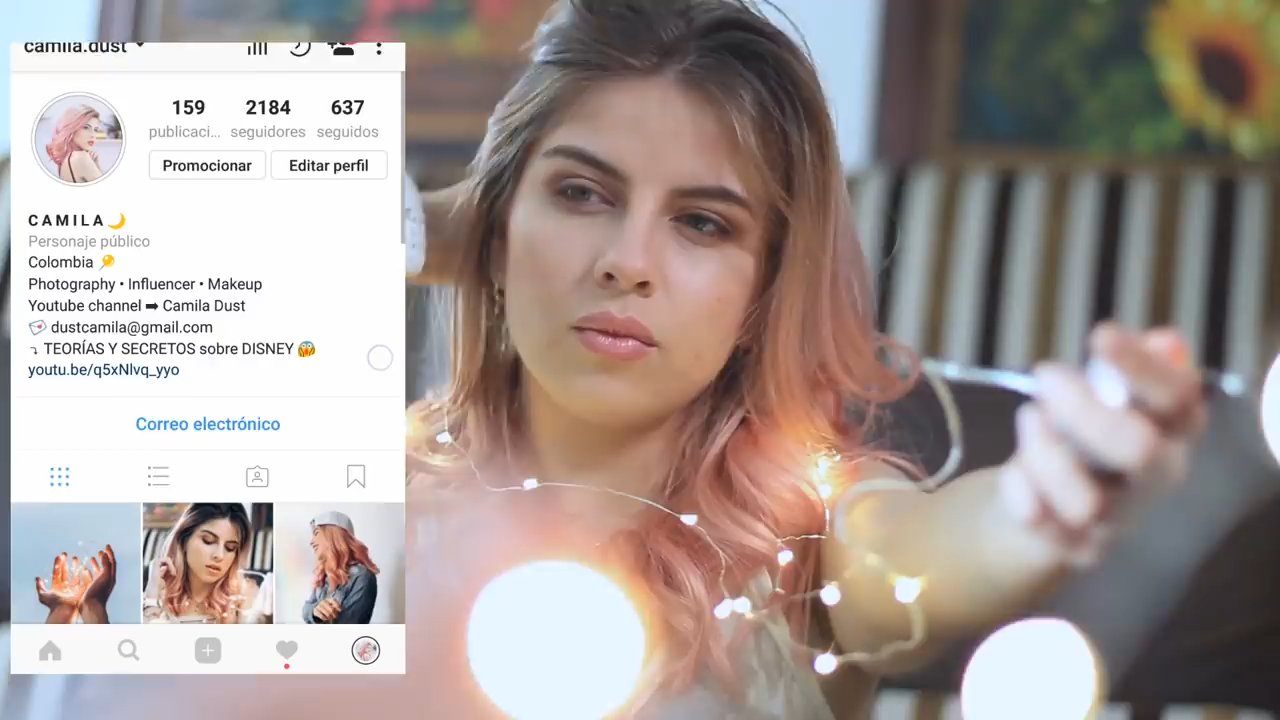 camila.dust
159 2184 637
publicaci... seguidores seguidos
Promocionar Editar perfil
C A M I L A
Personaje público
Colombia
Photography • Influencer • Makeup
Youtube channel ➡ Camila Dust
dustcamila@gmail.com
TEORÍAS Y SECRETOS sobre DISNEY
youtu.be/q5xNlvq_yyo
Correo electrónico